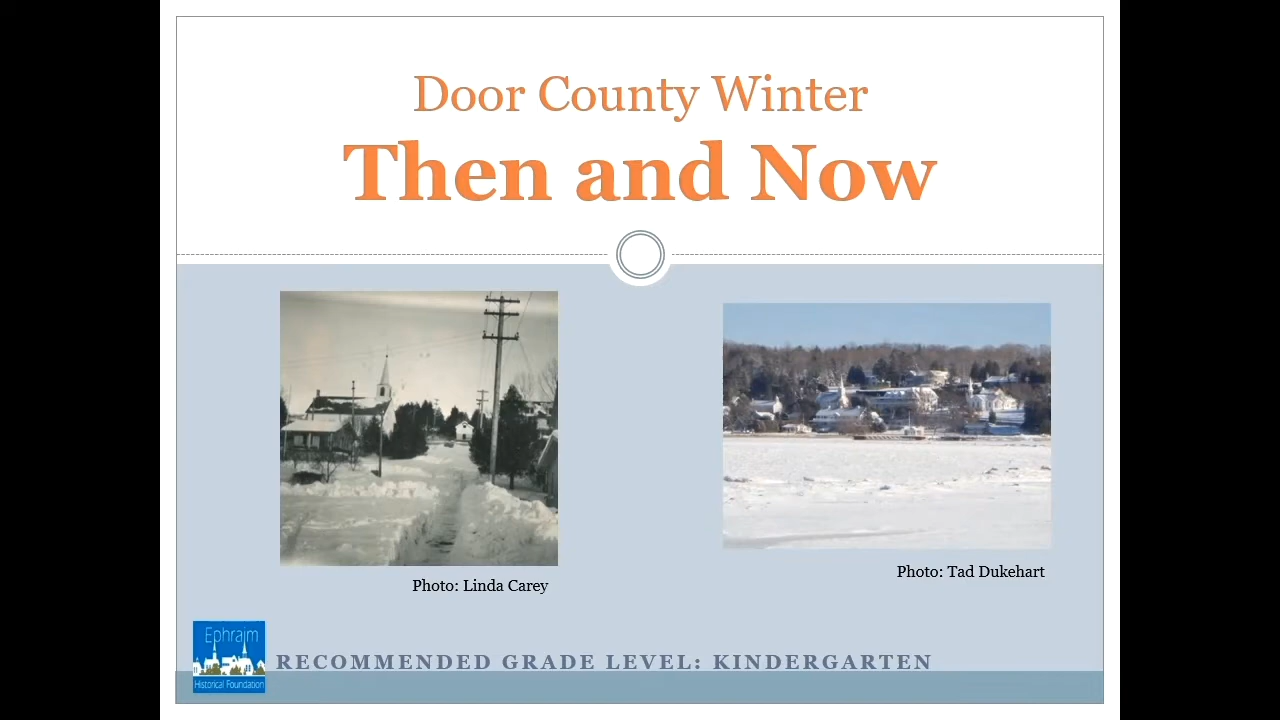 Door County Winter
Then and Now
Photo: Linda Carey
Photo: Tad Dukehart
Ephraim
Historical Foundation
RECOMMENDED GRADE LEVEL: KINDERGARTEN